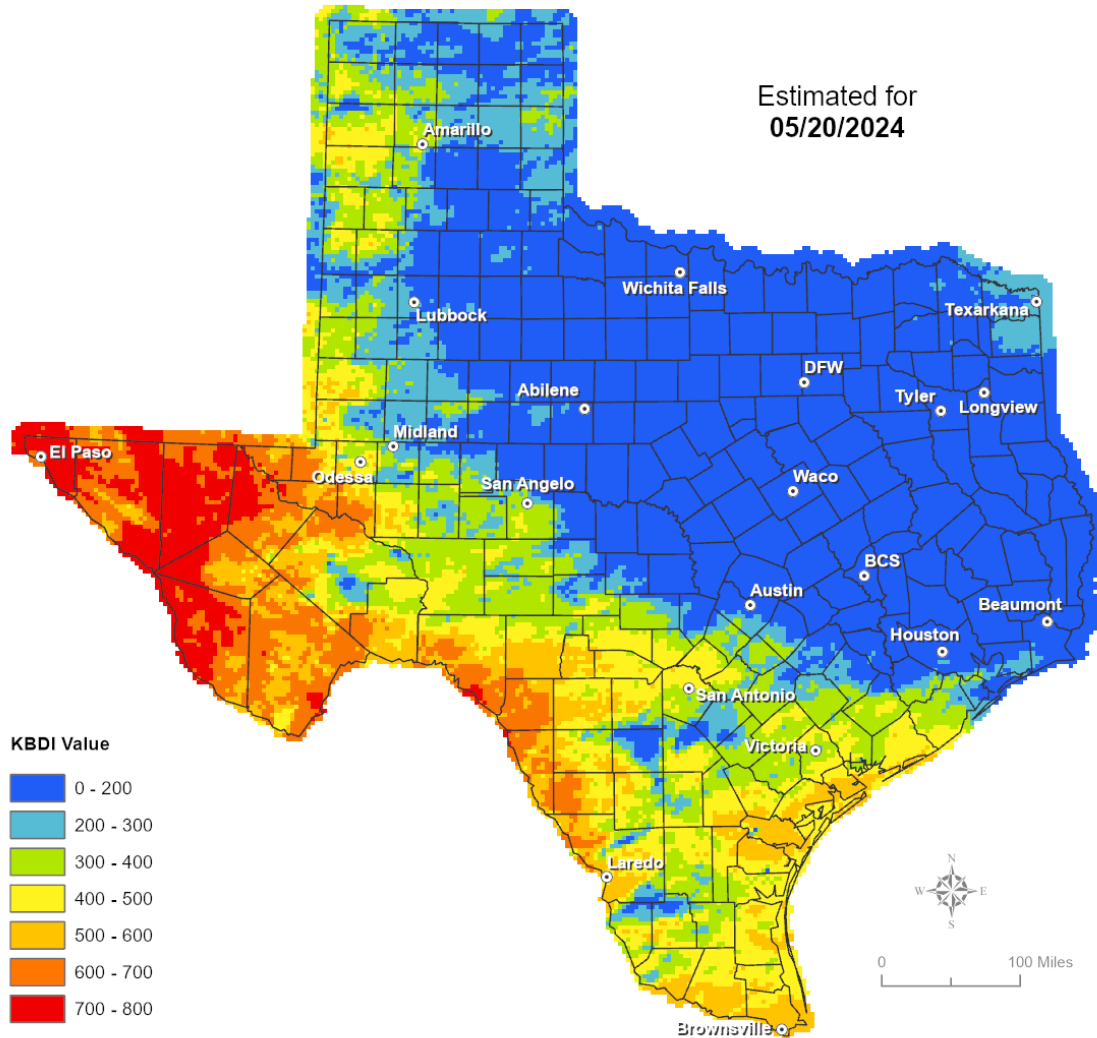 Estimated for
05/20/2024
Amarillo
Wichita Falls
Lubbock
Texarkana
DFW
Abilene
Tyler
Longview
Midland
El Paso
Odessa
San Angelo
Waco
BCS
Austin
Beaumont
Houston
San Antonio
Victoria
Laredo
Brownsville
KBDI Value
0 - 200
200 - 300
300 - 400
400 - 500
500 - 600
600 - 700
700 - 800
N
W
E
S
0 100 Miles